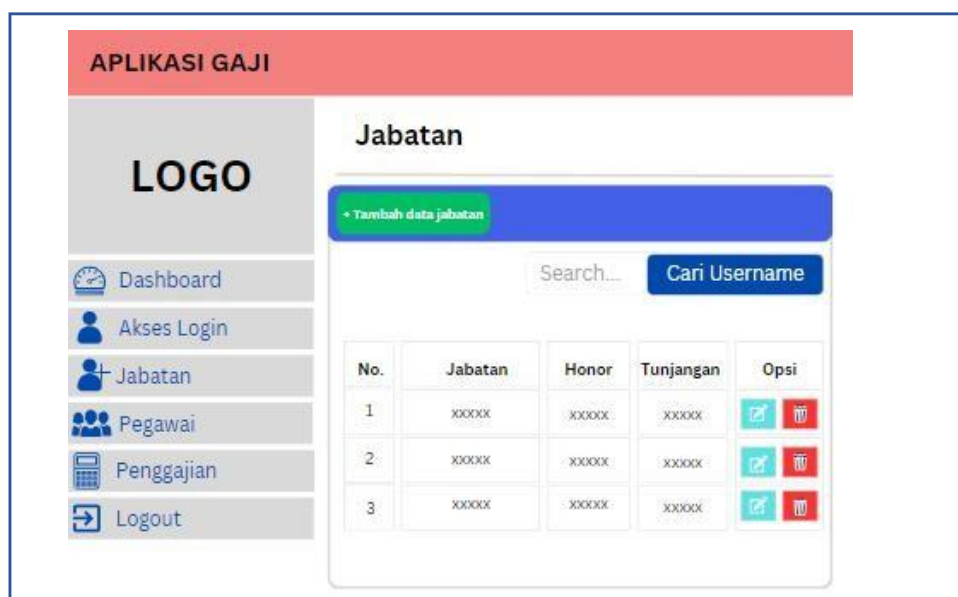 APLIKASI GAJI
LOGO
Dashboard
Akses Login
Jabatan
Pegawai
Penggajian
Logout
Jabatan
+ Tambah data jabatan
Search... Cari Username
No. Jabatan Honor Tunjangan Opsi
1 xxxxx xxxxx xxxxx
2 xxxxx xxxxx xxxxx
3 xxxxx xxxxx xxxxx